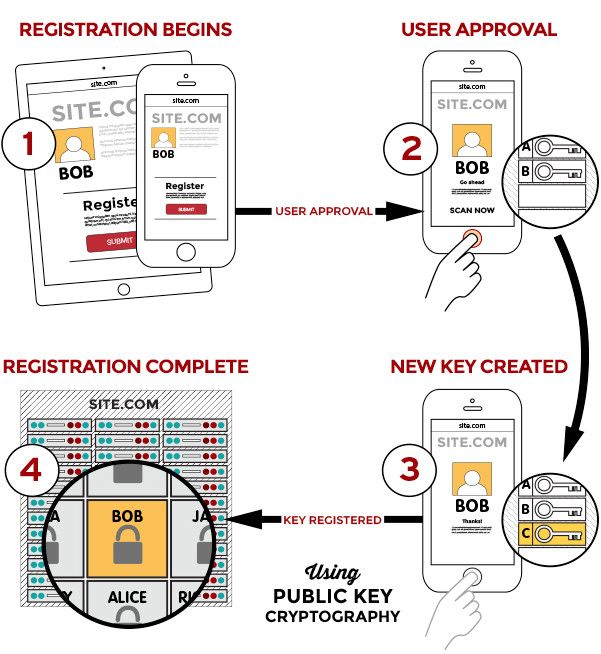 REGISTRATION BEGINS
USER APPROVAL
site.com
SITE.C
BOB
Register
SUBMIT
1
site.com
SITE.COM
BOB
Register
SUBMIT
USER APPROVAL
2
site.com
SITE.COM
BOB
Go ahead
SCAN NOW
A
B
REGISTRATION COMPLETE
NEW KEY CREATED
SITE.COM
4
A
BOB
JA
Y
ALICE
RI
KEY REGISTERED
3
site.com
SITE.COM
BOB
Thanks!
A
B
C
Using
PUBLIC KEY
CRYPTOGRAPHY